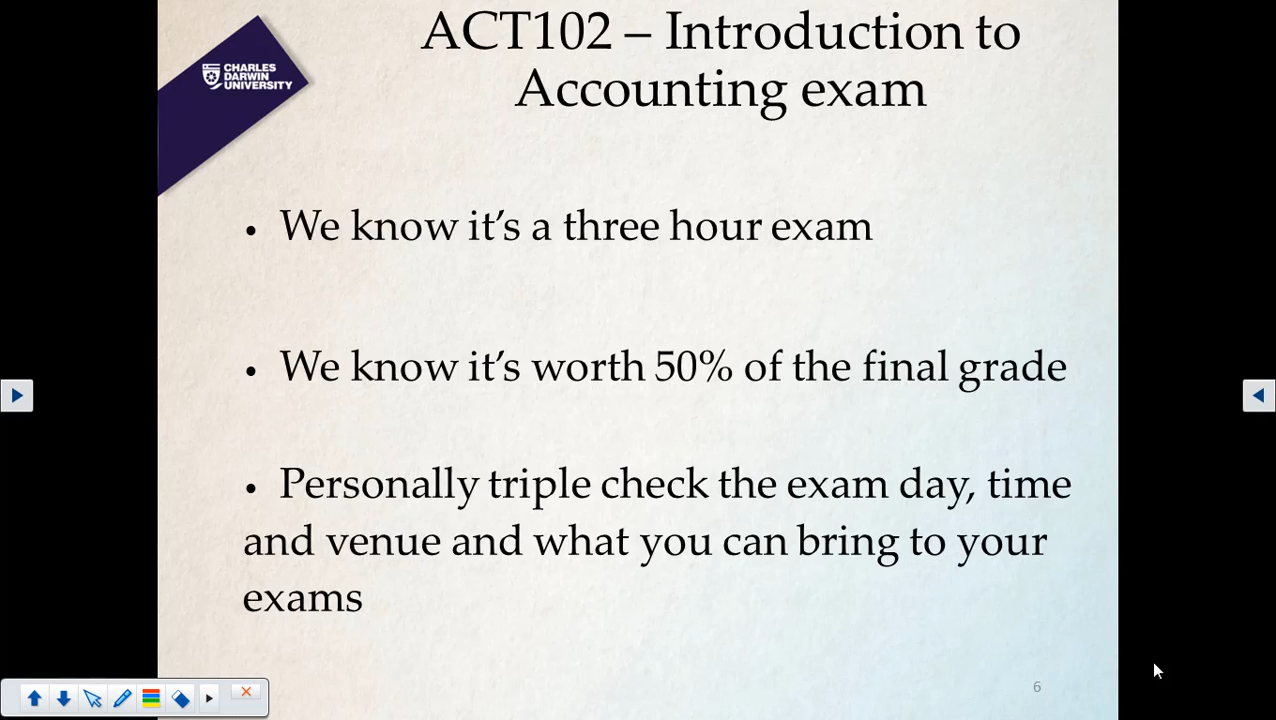 ACT102 – Introduction to
Accounting exam
CHARLES
DARWIN
UNIVERSITY
• We know it’s a three hour exam
• We know it’s worth 50% of the final grade
• Personally triple check the exam day, time
and venue and what you can bring to your
exams
6